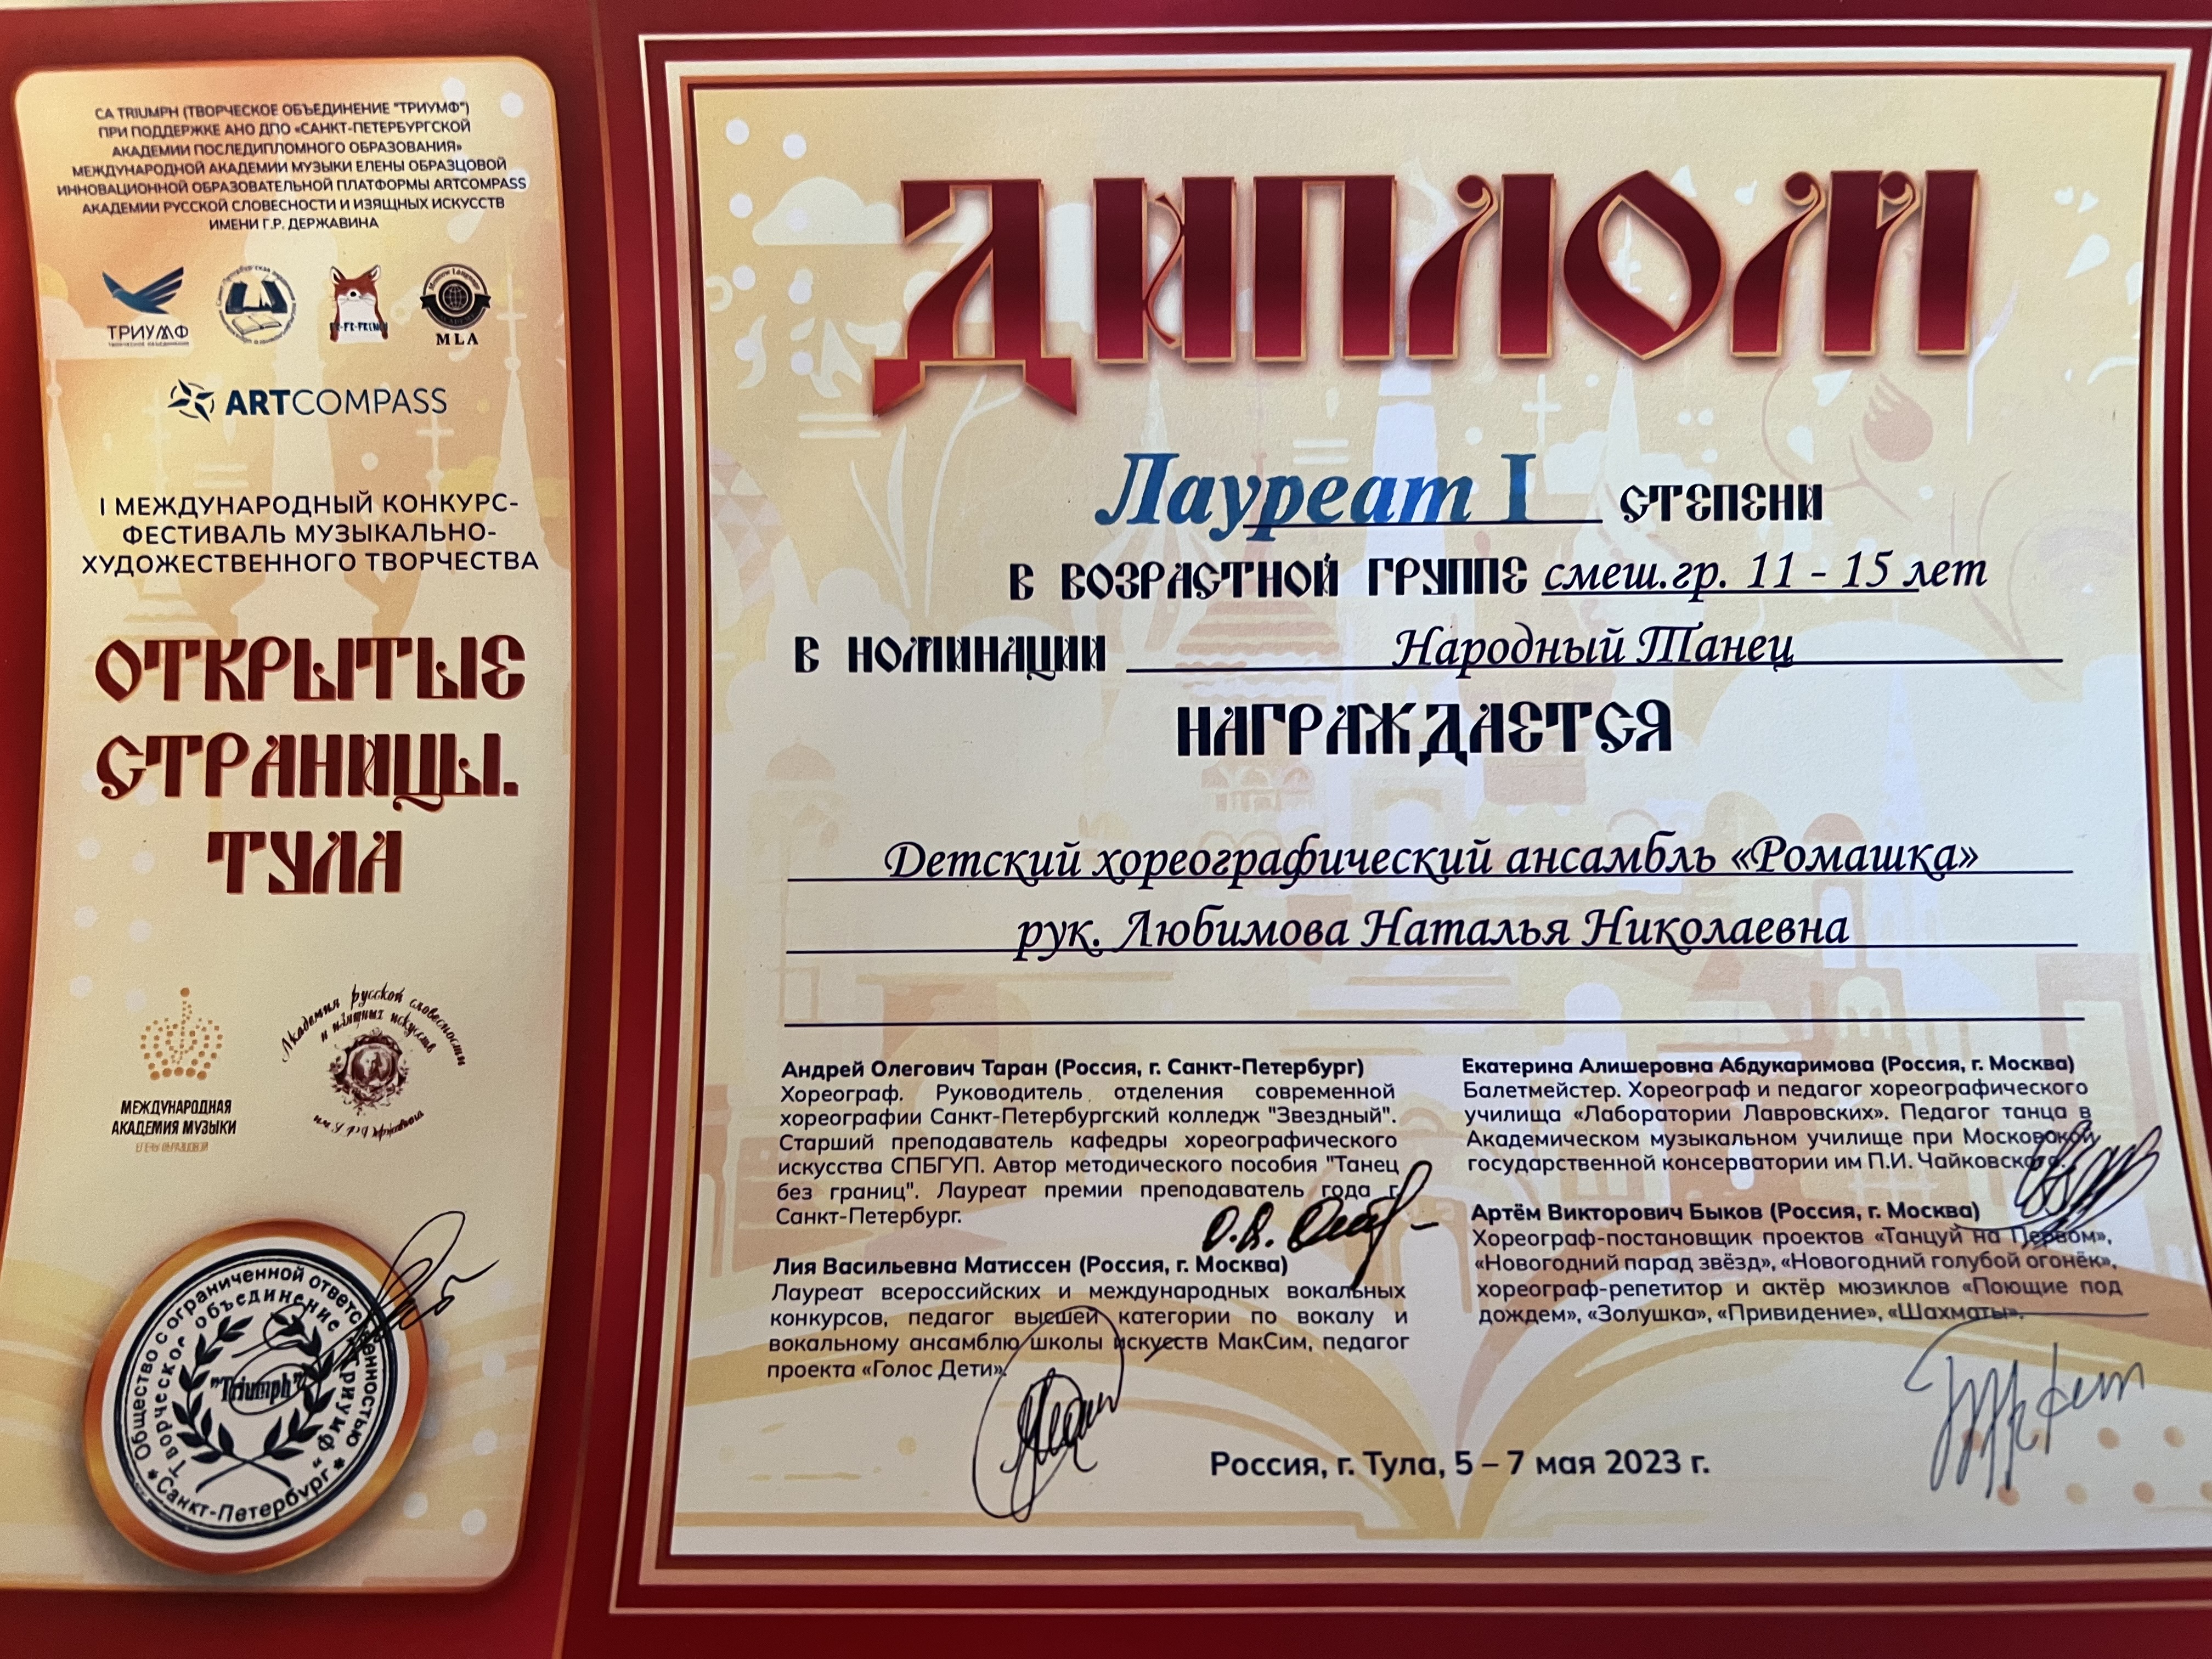 СА TRIUMPH (ТВОРЧЕСКОЕ ОБЪЕДИНЕНИЕ "ТРИУМФ")
ПРИ ПОДДЕРЖКЕ АНО ДПО «САНКТ-ПЕТЕРБУРГСКОЙ
АКАДЕМИИ ПОСЛЕДИПЛОМНОГО ОБРАЗОВАНИЯ»
МЕЖДУНАРОДНОЙ АКАДЕМИИ МУЗЫКИ ЕЛЕНЫ ОБРАЗЦОВОЙ
ИННОВАЦИОННОЙ ОБРАЗОВАТЕЛЬНОЙ ПЛАТФОРМЫ ARTCOMPASS
АКАДЕМИИ РУССКОЙ СЛОВЕСНОСТИ И ИЗЯЩНЫХ ИСКУССТВ
ИМЕНИ Г.Р. ДЕРЖАВИНА
ТРИУМФ
ТВОРЧЕСКОЕ ОБЪЕДИНЕНИЕ
MLA
ARTCOMPASS
I МЕЖДУНАРОДНЫЙ КОНКУРС-
ФЕСТИВАЛЬ МУЗЫКАЛЬНО-
ХУДОЖЕСТВЕННОГО ТВОРЧЕСТВА
ОТКРЫТЫЕ
СТРАНИЦЫ.
ТУЛА
МЕЖДУНАРОДНАЯ
АКАДЕМИЯ МУЗЫКИ
ЕЛЕНЫ ОБРАЗЦОВОЙ
Академия русской словесности
и изящных искусств
Общество с ограниченной ответственностью
Творческое объединение "Триумф"
"Triumph"
* Санкт-Петербург *
ДИПЛОМ
Лауреат I СТЕПЕНИ
В ВОЗРАСТНОЙ ГРУППЕ смеш.гр. 11 - 15 лет
В НОМИНАЦИИ Народный Танец
НАГРАЖДАЕТСЯ
Детский хореографический ансамбль «Ромашка»
рук. Любимова Наталья Николаевна
Андрей Олегович Таран (Россия, г. Санкт-Петербург)
Хореограф. Руководитель отделения современной
хореографии Санкт-Петербургский колледж "Звездный".
Старший преподаватель кафедры хореографического
искусства СПБГУП. Автор методического пособия "Танец
без границ". Лауреат премии преподаватель года г.
Санкт-Петербург.
Лия Васильевна Матиссен (Россия, г. Москва)
Лауреат всероссийских и международных вокальных
конкурсов, педагог высшей категории по вокалу и
вокальному ансамблю школы искусств МакСим, педагог
проекта «Голос Дети».
Екатерина Алишеровна Абдукаримова (Россия, г. Москва)
Балетмейстер. Хореограф и педагог хореографического
училища «Лаборатории Лавровских». Педагог танца в
Академическом музыкальном училище при Московской
государственной консерватории им П.И. Чайковского.
Артём Викторович Быков (Россия, г. Москва)
Хореограф-постановщик проектов «Танцуй на Первом»,
«Новогодний парад звёзд», «Новогодний голубой огонёк»,
хореограф-репетитор и актёр мюзиклов «Поющие под
дождем», «Золушка», «Привидение», «Шахматы».
Россия, г. Тула, 5 – 7 мая 2023 г.